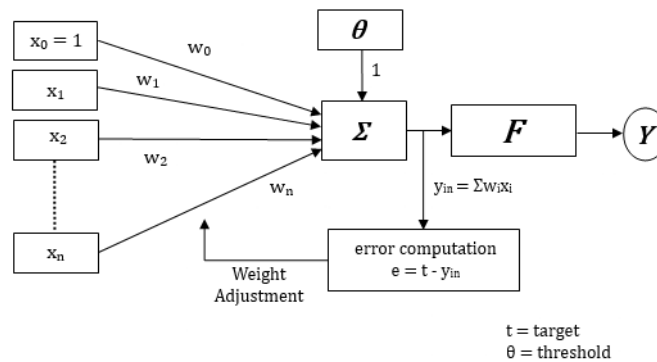 x₀ = 1
w₀
θ
1
x₁
w₁
x₂
w₂
Σ
F
Y
wₙ
yᵢₙ = Σwᵢxᵢ
xₙ
Weight
Adjustment
error computation
e = t - yᵢₙ
t = target
θ = threshold